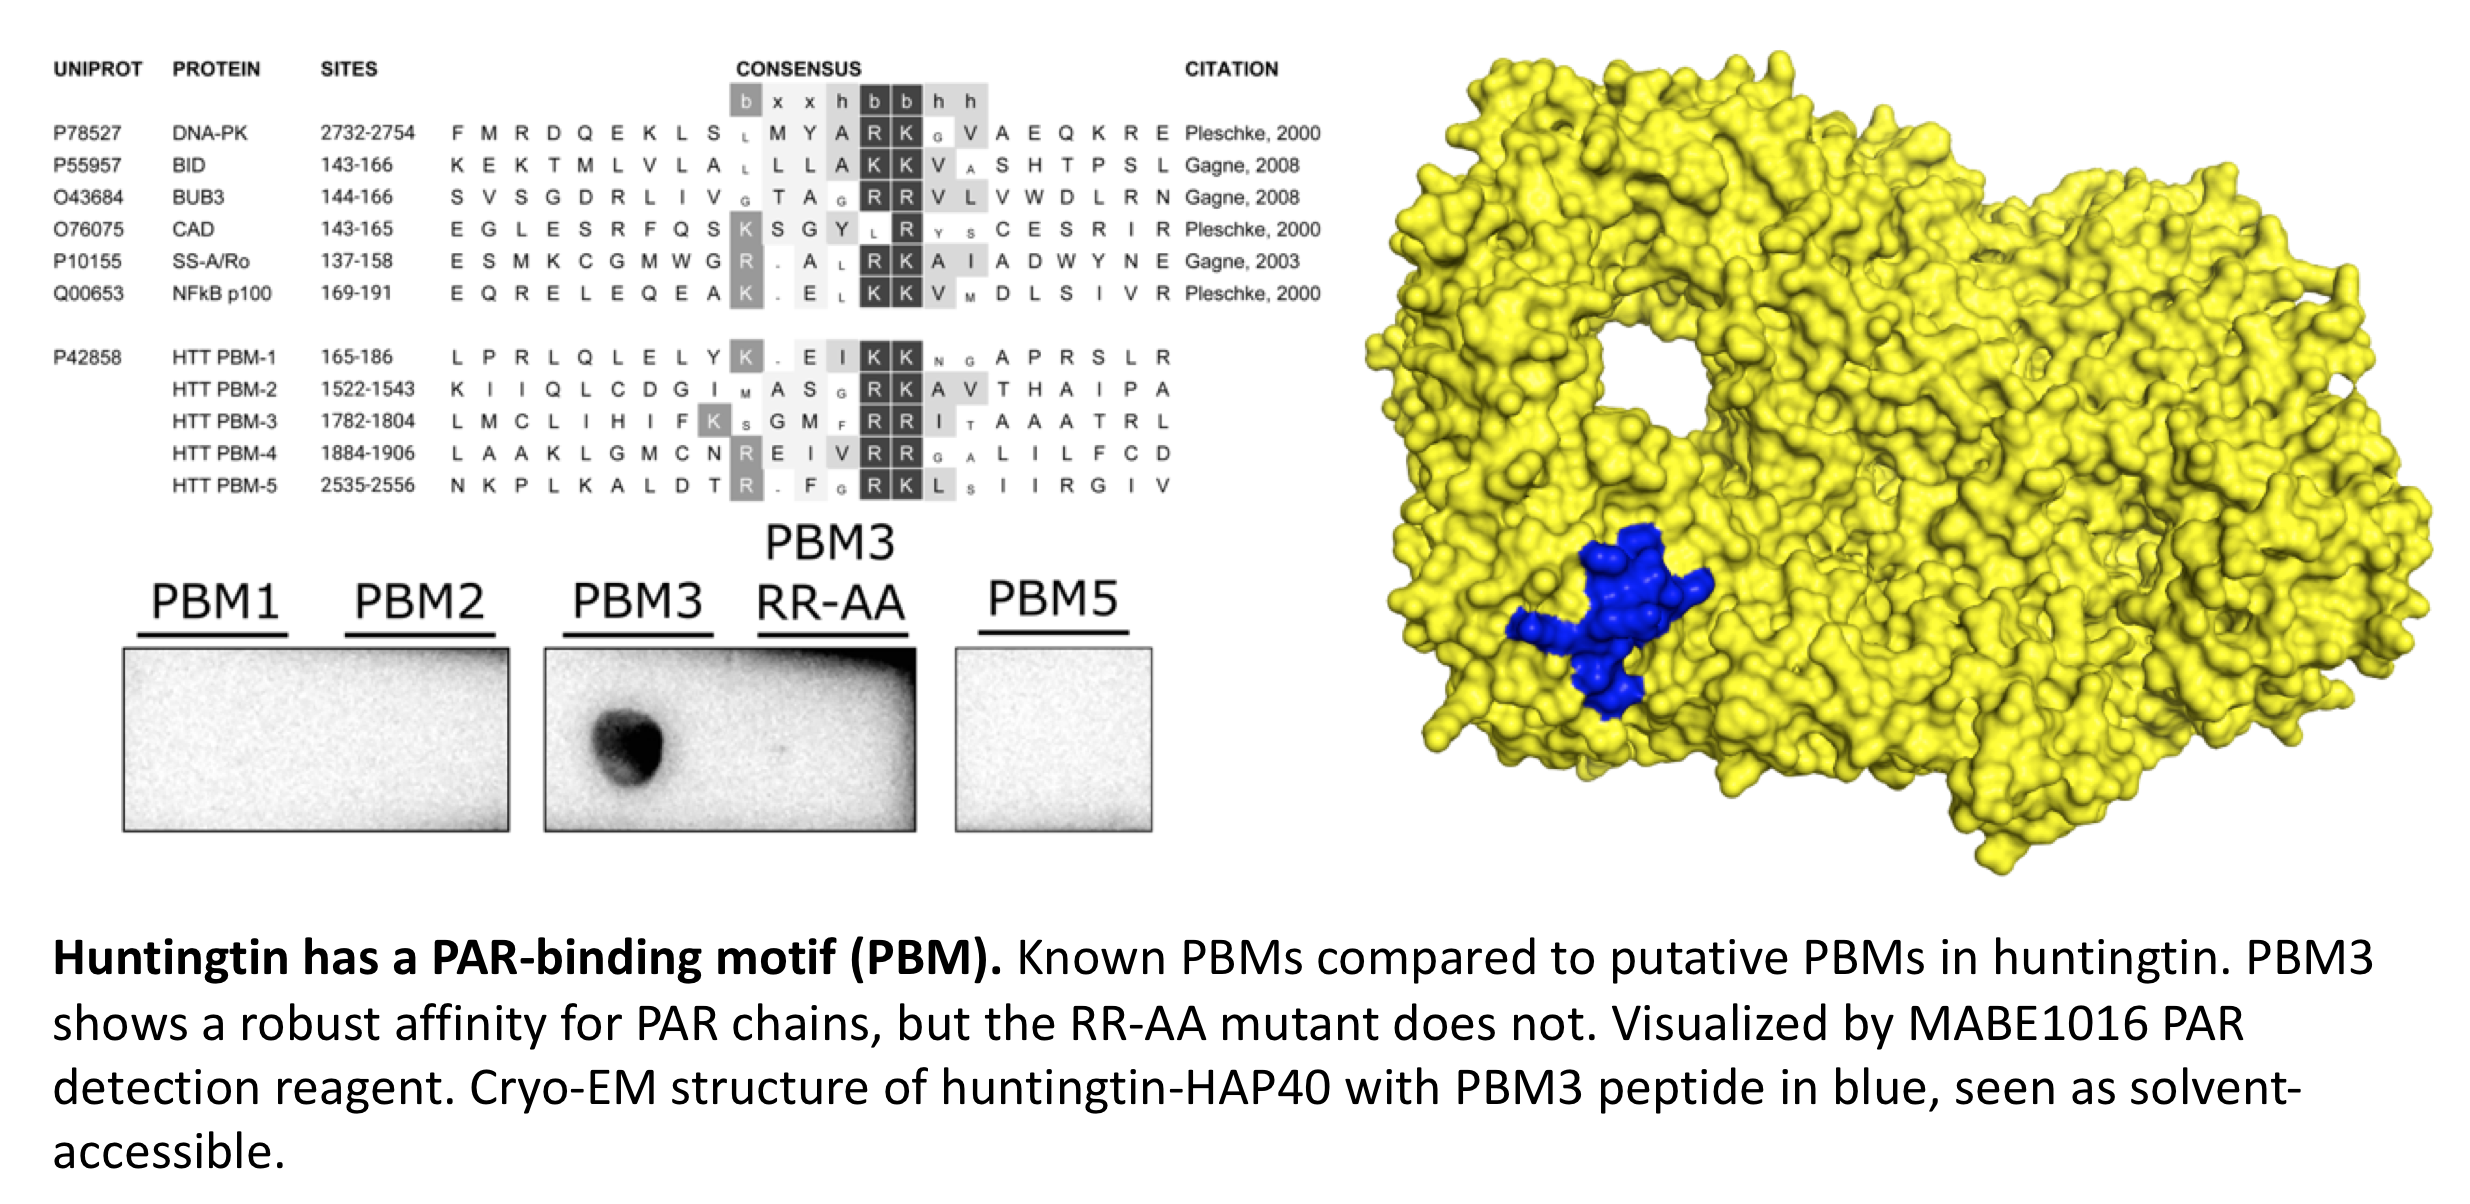 UNIPROT PROTEIN SITES CONSENSUS CITATION
b x x h b b h h
P78527 DNA-PK 2732-2754 F M R D Q E K L S L M Y A R K G V A E Q K R E Pleschke, 2000
P55957 BID 143-166 K E K T M L V L A L L L A K K V A S H T P S L Gagne, 2008
O43684 BUB3 144-166 S V S G D R L I V G T A G R R V L V W D L R N Gagne, 2008
O76075 CAD 143-165 E G L E S R F Q S K S G Y L R Y S C E S R I R Pleschke, 2000
P10155 SS-A/Ro 137-158 E S M K C G M W G R . A L R K A I A D W Y N E Gagne, 2003
Q00653 NFkB p100 169-191 E Q R E L E Q E A K . E L K K V M D L S I V R Pleschke, 2000
P42858 HTT PBM-1 165-186 L P R L Q L E L Y K . E I K K N G A P R S L R
HTT PBM-2 1522-1543 K I I Q L C D G I M A S G R K A V T H A I P A
HTT PBM-3 1782-1804 L M C L I H I F K S G M F R R I T A A A T R L
HTT PBM-4 1884-1906 L A A K L G M C N R E I V R R G A L I L F C D
HTT PBM-5 2535-2556 N K P L K A L D T R . F G R K L S I I R G I V
PBM3
PBM1 PBM2 PBM3 RR-AA PBM5
Huntingtin has a PAR-binding motif (PBM). Known PBMs compared to putative PBMs in huntingtin. PBM3
shows a robust affinity for PAR chains, but the RR-AA mutant does not. Visualized by MABE1016 PAR
detection reagent. Cryo-EM structure of huntingtin-HAP40 with PBM3 peptide in blue, seen as solvent-
accessible.